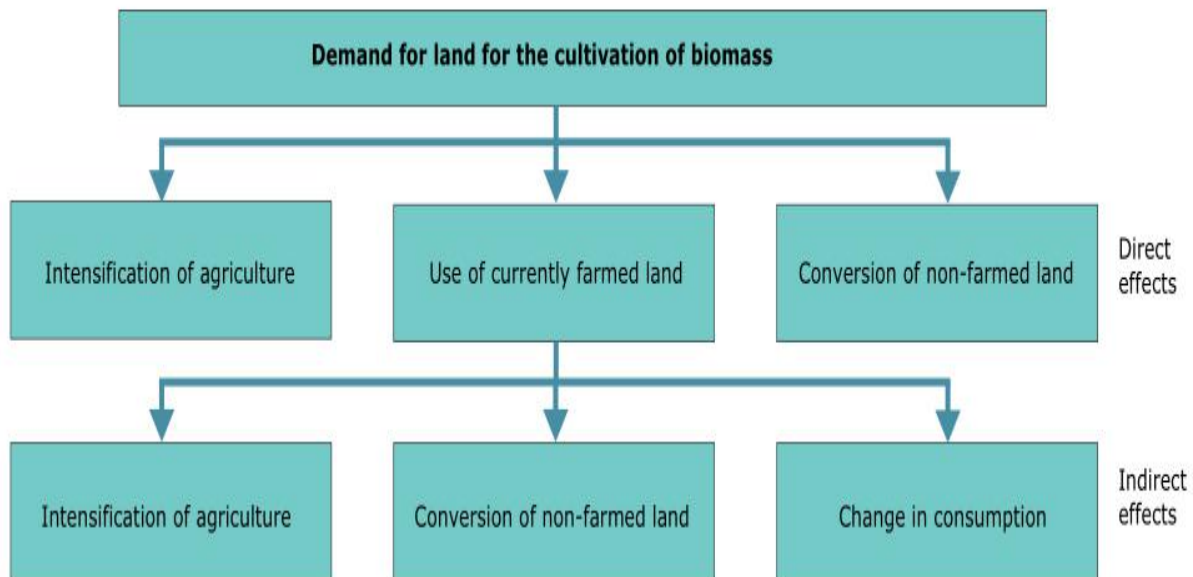 Demand for land for the cultivation of biomass
Intensification of agriculture
Use of currently farmed land
Conversion of non-farmed land
Direct
effects
Intensification of agriculture
Conversion of non-farmed land
Change in consumption
Indirect
effects